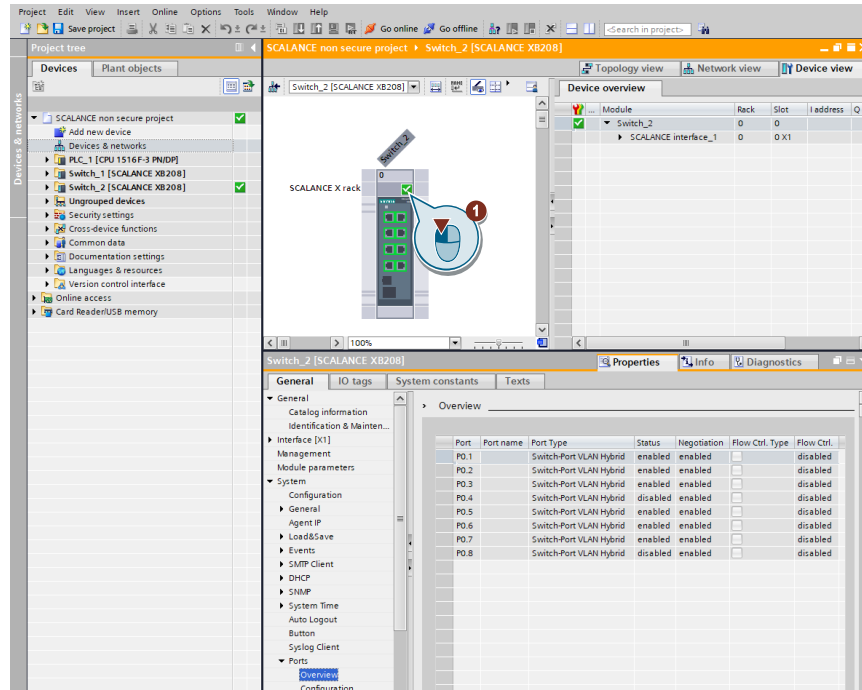 Project Edit View Insert Online Options Tools Window Help
Save project Go online Go offline <Search in project>
Project tree
SCALANCE non secure project Switch_2 [SCALANCE XB208]
Devices Plant objects
Topology view Network view Device view
Switch_2 [SCALANCE XB208]
Device overview
Devices & networks
SCALANCE non secure project
Add new device
Devices & networks
PLC_1 [CPU 1516F-3 PN/DP]
Switch_1 [SCALANCE XB208]
Switch_2 [SCALANCE XB208]
Ungrouped devices
Security settings
Cross-device functions
Common data
Documentation settings
Languages & resources
Version control interface
Online access
Card Reader/USB memory
Switch_2
SCALANCE X rack
0
1
100%
... Module Rack Slot I address Q
Switch_2 0 0
SCALANCE interface_1 0 0 X1
Switch_2 [SCALANCE XB208]
Properties Info Diagnostics
General IO tags System constants Texts
General
Catalog information
Identification & Mainten...
Interface [X1]
Management
Module parameters
System
Configuration
General
Agent IP
Load&Save
Events
SMTP Client
DHCP
SNMP
System Time
Auto Logout
Button
Syslog Client
Ports
Overview
Configuration
Overview
Port Port name Port Type Status Negotiation Flow Ctrl. Type Flow Ctrl.
P0.1 Switch-Port VLAN Hybrid enabled enabled disabled
P0.2 Switch-Port VLAN Hybrid enabled enabled disabled
P0.3 Switch-Port VLAN Hybrid enabled enabled disabled
P0.4 Switch-Port VLAN Hybrid disabled enabled disabled
P0.5 Switch-Port VLAN Hybrid enabled enabled disabled
P0.6 Switch-Port VLAN Hybrid enabled enabled disabled
P0.7 Switch-Port VLAN Hybrid enabled enabled disabled
P0.8 Switch-Port VLAN Hybrid disabled enabled disabled